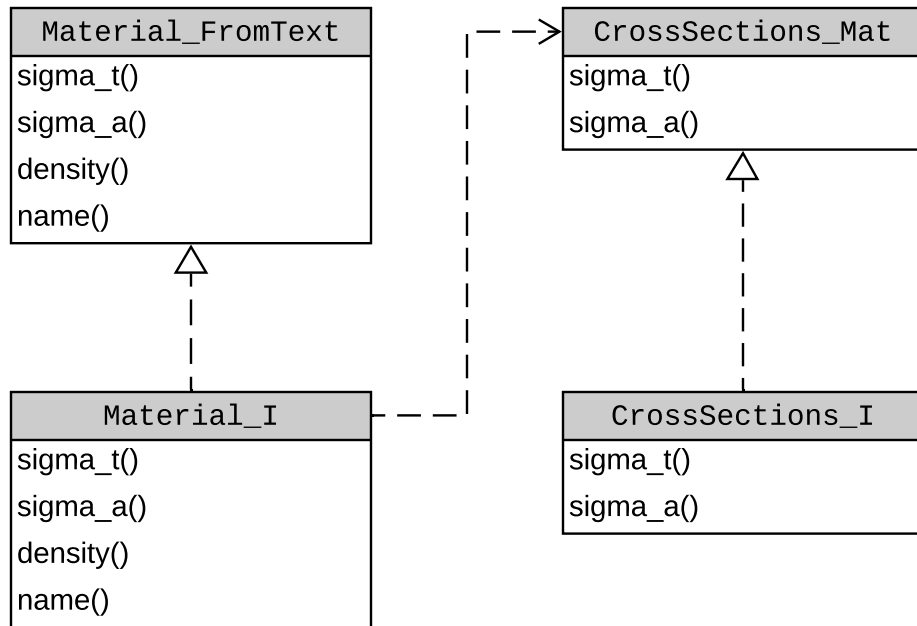 Material_FromText
sigma_t()
sigma_a()
density()
name()
CrossSections_Mat
sigma_t()
sigma_a()
Material_I
sigma_t()
sigma_a()
density()
name()
CrossSections_I
sigma_t()
sigma_a()